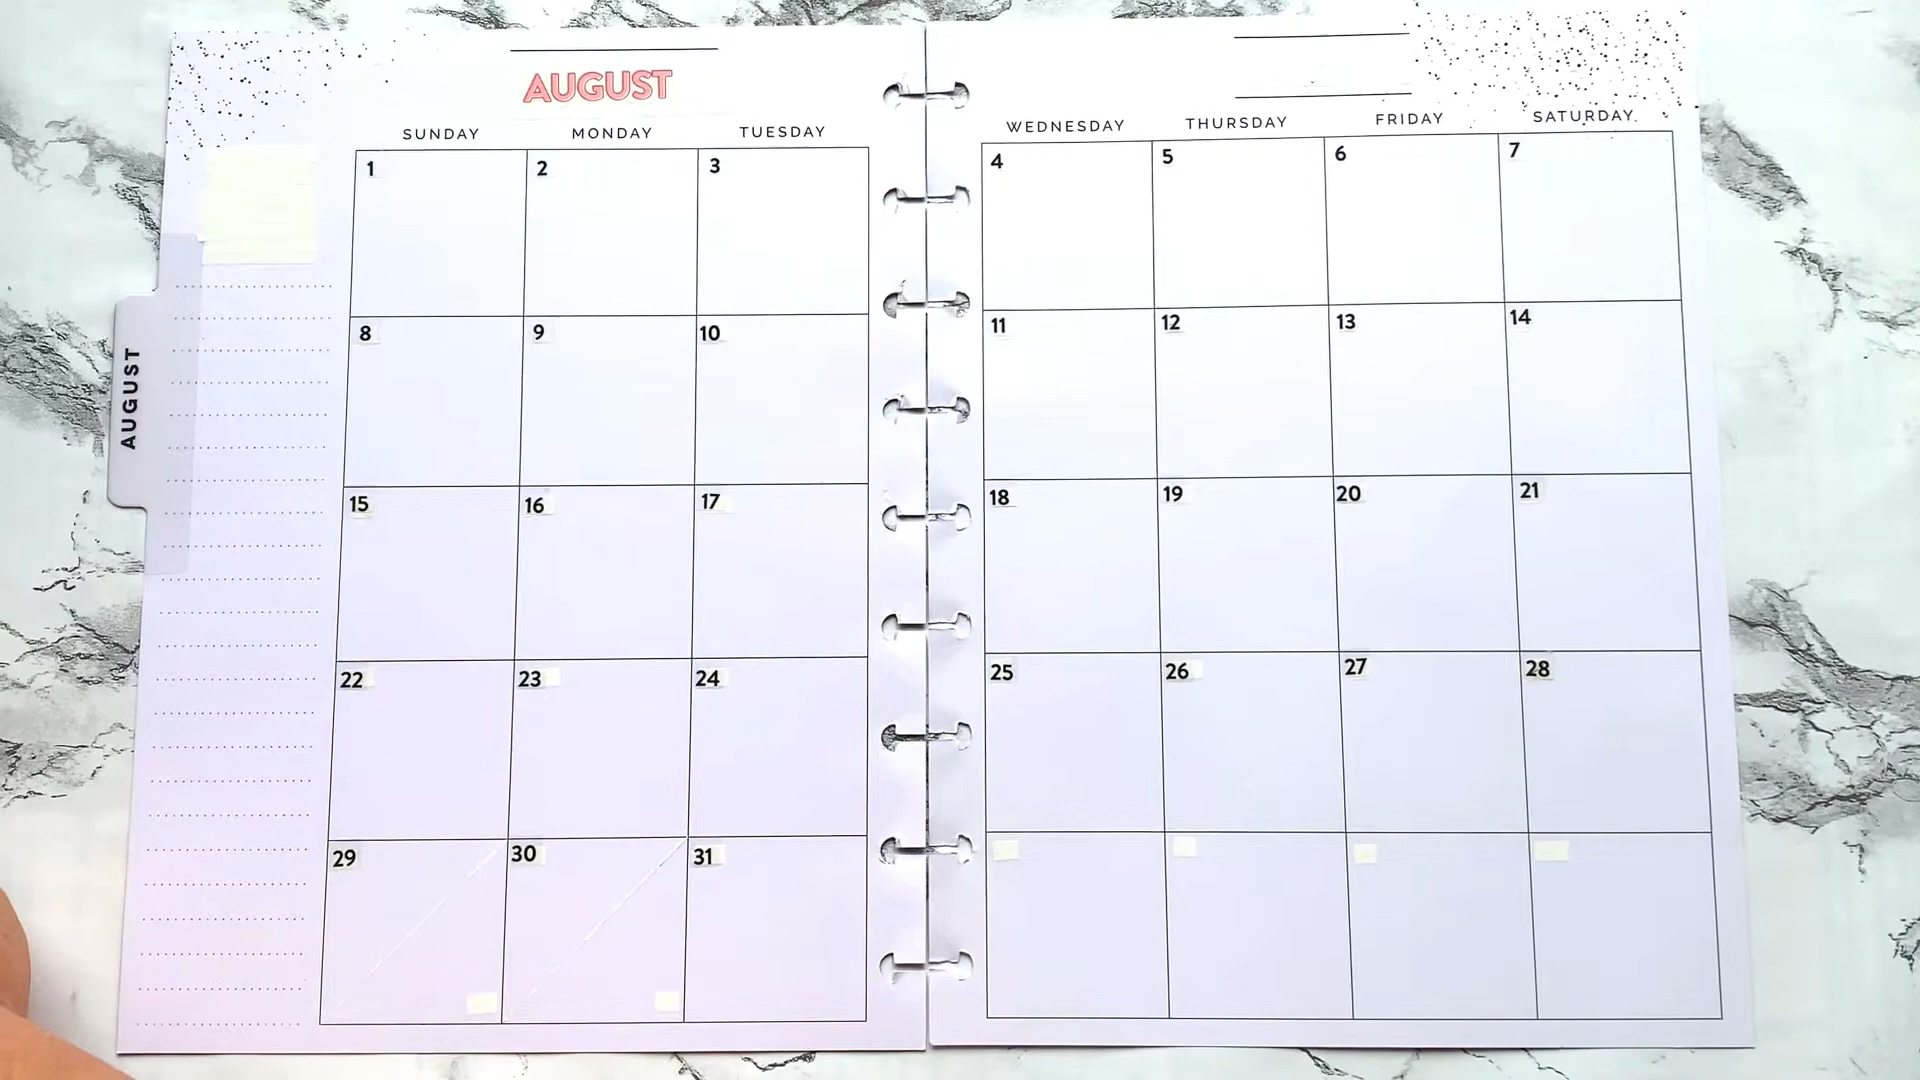 AUGUST
SUNDAY MONDAY TUESDAY WEDNESDAY THURSDAY FRIDAY SATURDAY
1 2 3 4 5 6 7
AUGUST
8 9 10 11 12 13 14
15 16 17 18 19 20 21
22 23 24 25 26 27 28
29 30 31